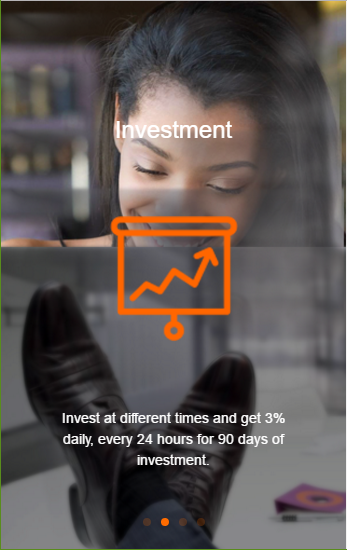 Investment
Invest at different times and get 3%
daily, every 24 hours for 90 days of
investment.